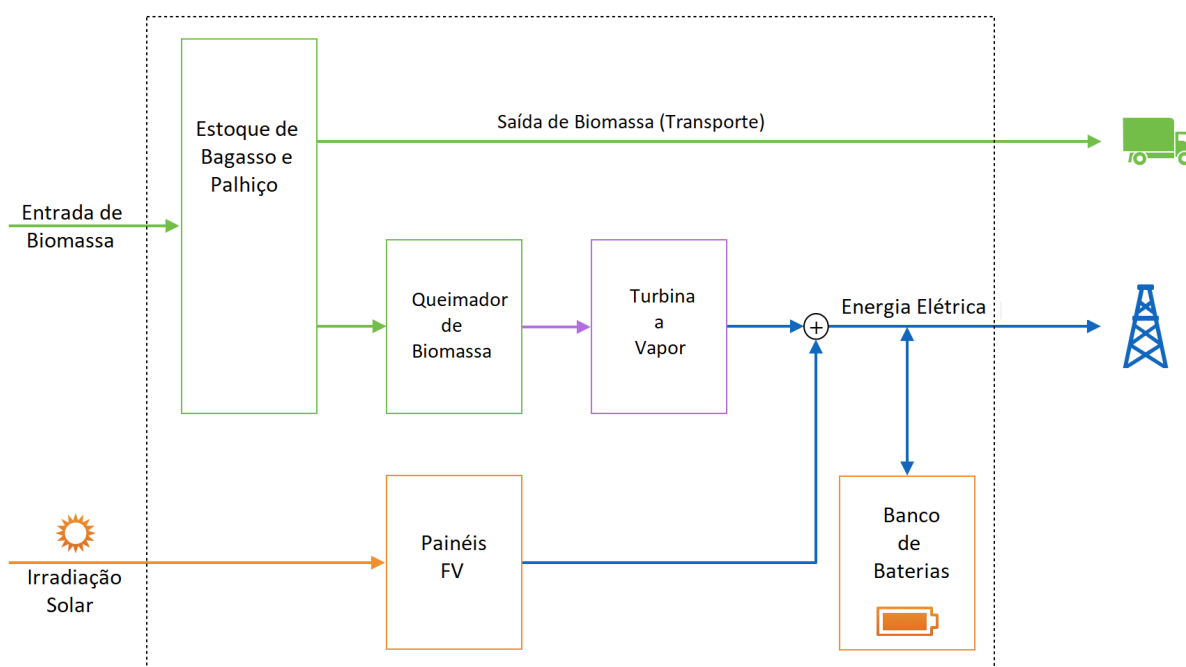 Estoque de
Bagasso e
Palhiço
Saída de Biomassa (Transporte)
Entrada de
Biomassa
Queimador
de
Biomassa
Turbina
a
Vapor
+
Energia Elétrica
Irradiação
Solar
Painéis
FV
Banco
de
Baterias